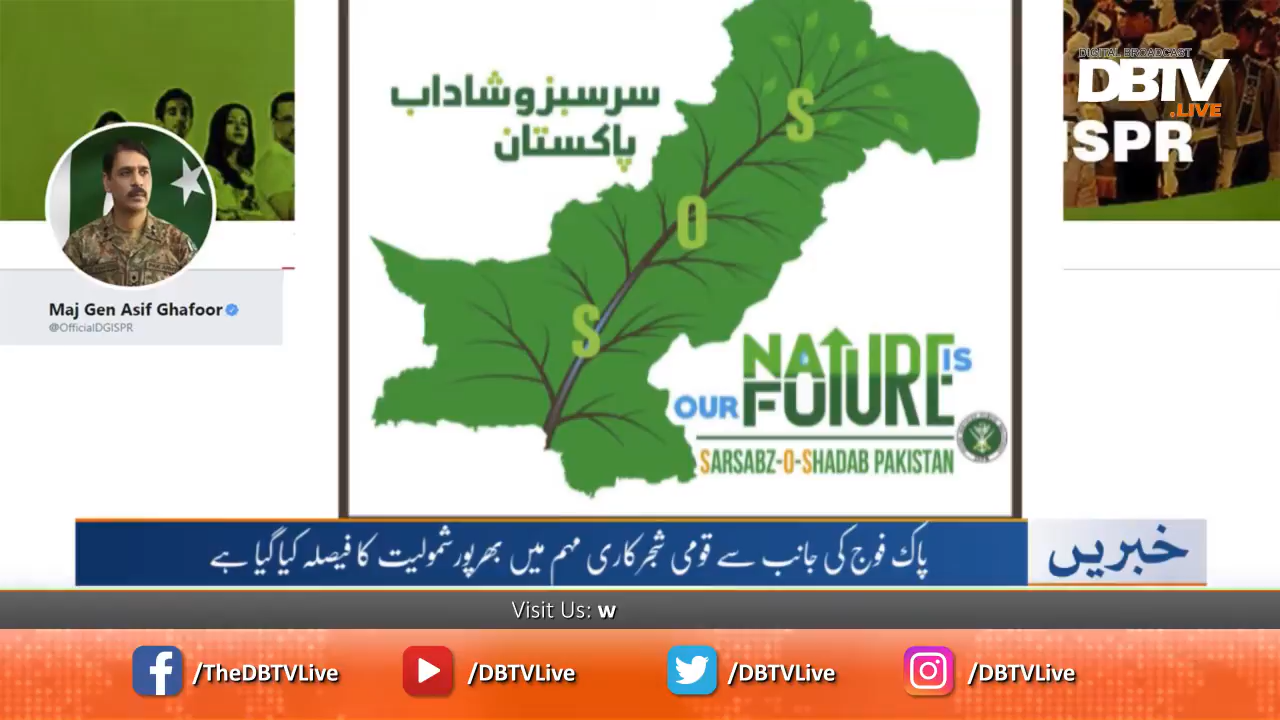 DIGITAL BROADCAST
DBTV
.LIVE
ISPR
سرسبز و شاداب
پاکستان
S
O
S
Maj Gen Asif Ghafoor
@OfficialDGISPR
NATURE IS
OUR FUTURE
SARSABZ-O-SHADAB PAKISTAN
خبریں
پاک فوج کی جانب سے قومی شجرکاری مہم میں بھرپور شمولیت کا فیصلہ کیا گیا ہے
Visit Us: w
/TheDBTVLive
/DBTVLive
/DBTVLive
/DBTVLive